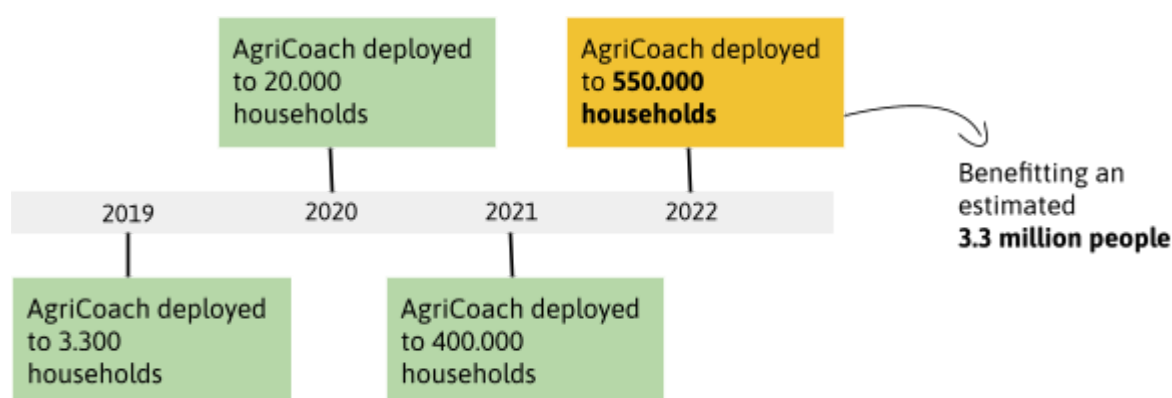 AgriCoach deployed
to 20.000
households
AgriCoach deployed
to 550.000
households
Benefitting an
estimated
3.3 million people
2019
2020
2021
2022
AgriCoach deployed
to 3.300
households
AgriCoach deployed
to 400.000
households